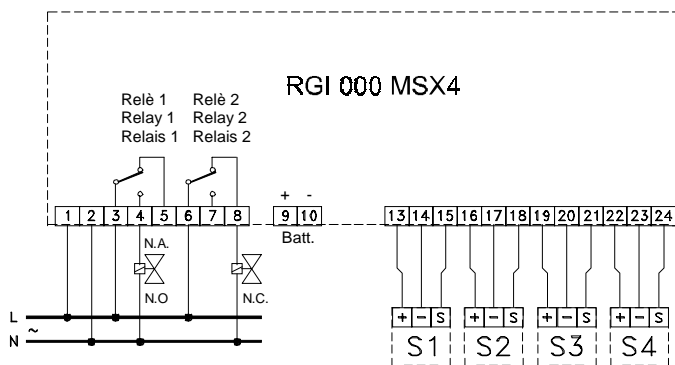 RGI 000 MSX4
Relè 1 Relè 2
Relay 1 Relay 2
Relais 1 Relais 2
+ -
1 2 3 4 5 6 7 8 9 10 13 14 15 16 17 18 19 20 21 22 23 24
Batt.
N.A.
N.O N.C.
L
~
N
+ − S + − S + − S + − S
S1 S2 S3 S4